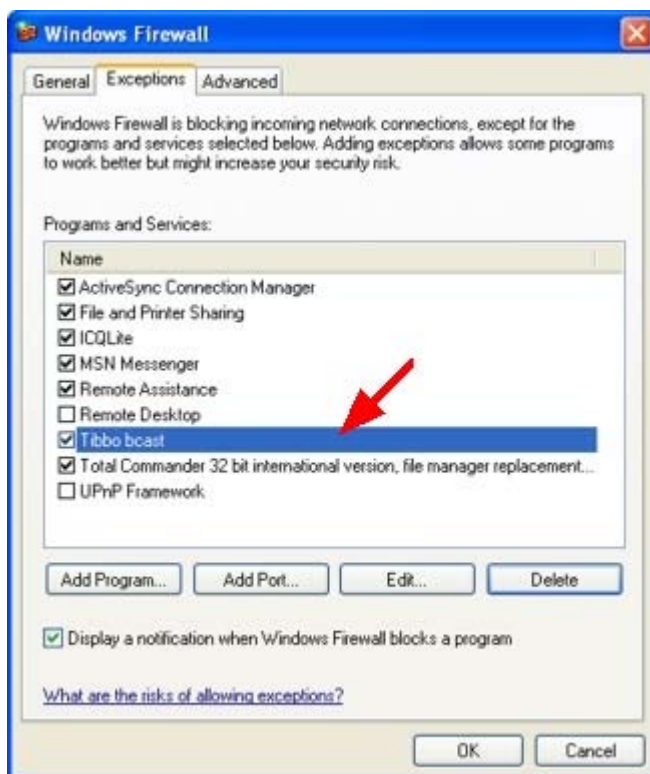 Windows Firewall
General Exceptions Advanced
Windows Firewall is blocking incoming network connections, except for the
programs and services selected below. Adding exceptions allows some programs
to work better but might increase your security risk.
Programs and Services:
Name
ActiveSync Connection Manager
File and Printer Sharing
ICQLite
MSN Messenger
Remote Assistance
Remote Desktop
Tibbo bcast
Total Commander 32 bit international version, file manager replacement...
UPnP Framework
Add Program... Add Port... Edit... Delete
Display a notification when Windows Firewall blocks a program
What are the risks of allowing exceptions?
OK Cancel